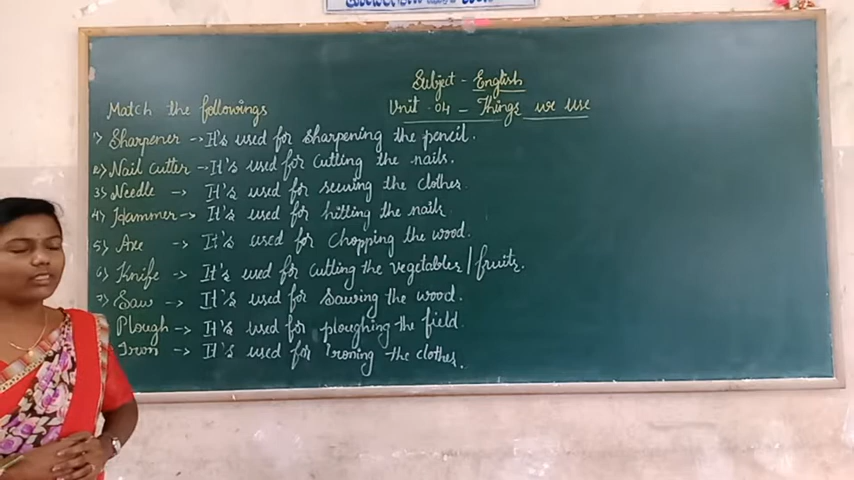 Subject - English
Match the followings
Unit - 04 - Things we use
1) Sharpener → It's used for sharpening the pencil.
2) Nail cutter → It's used for cutting the nails.
3) Needle → It's used for sewing the clothes.
4) Hammer → It's used for hitting the nails.
5) Axe → It's used for chopping the wood.
6) Knife → It's used for cutting the vegetables / fruits.
7) Saw → It's used for sawing the wood.
Plough → It's used for ploughing the field.
Iron → It's used for Ironing the clothes.